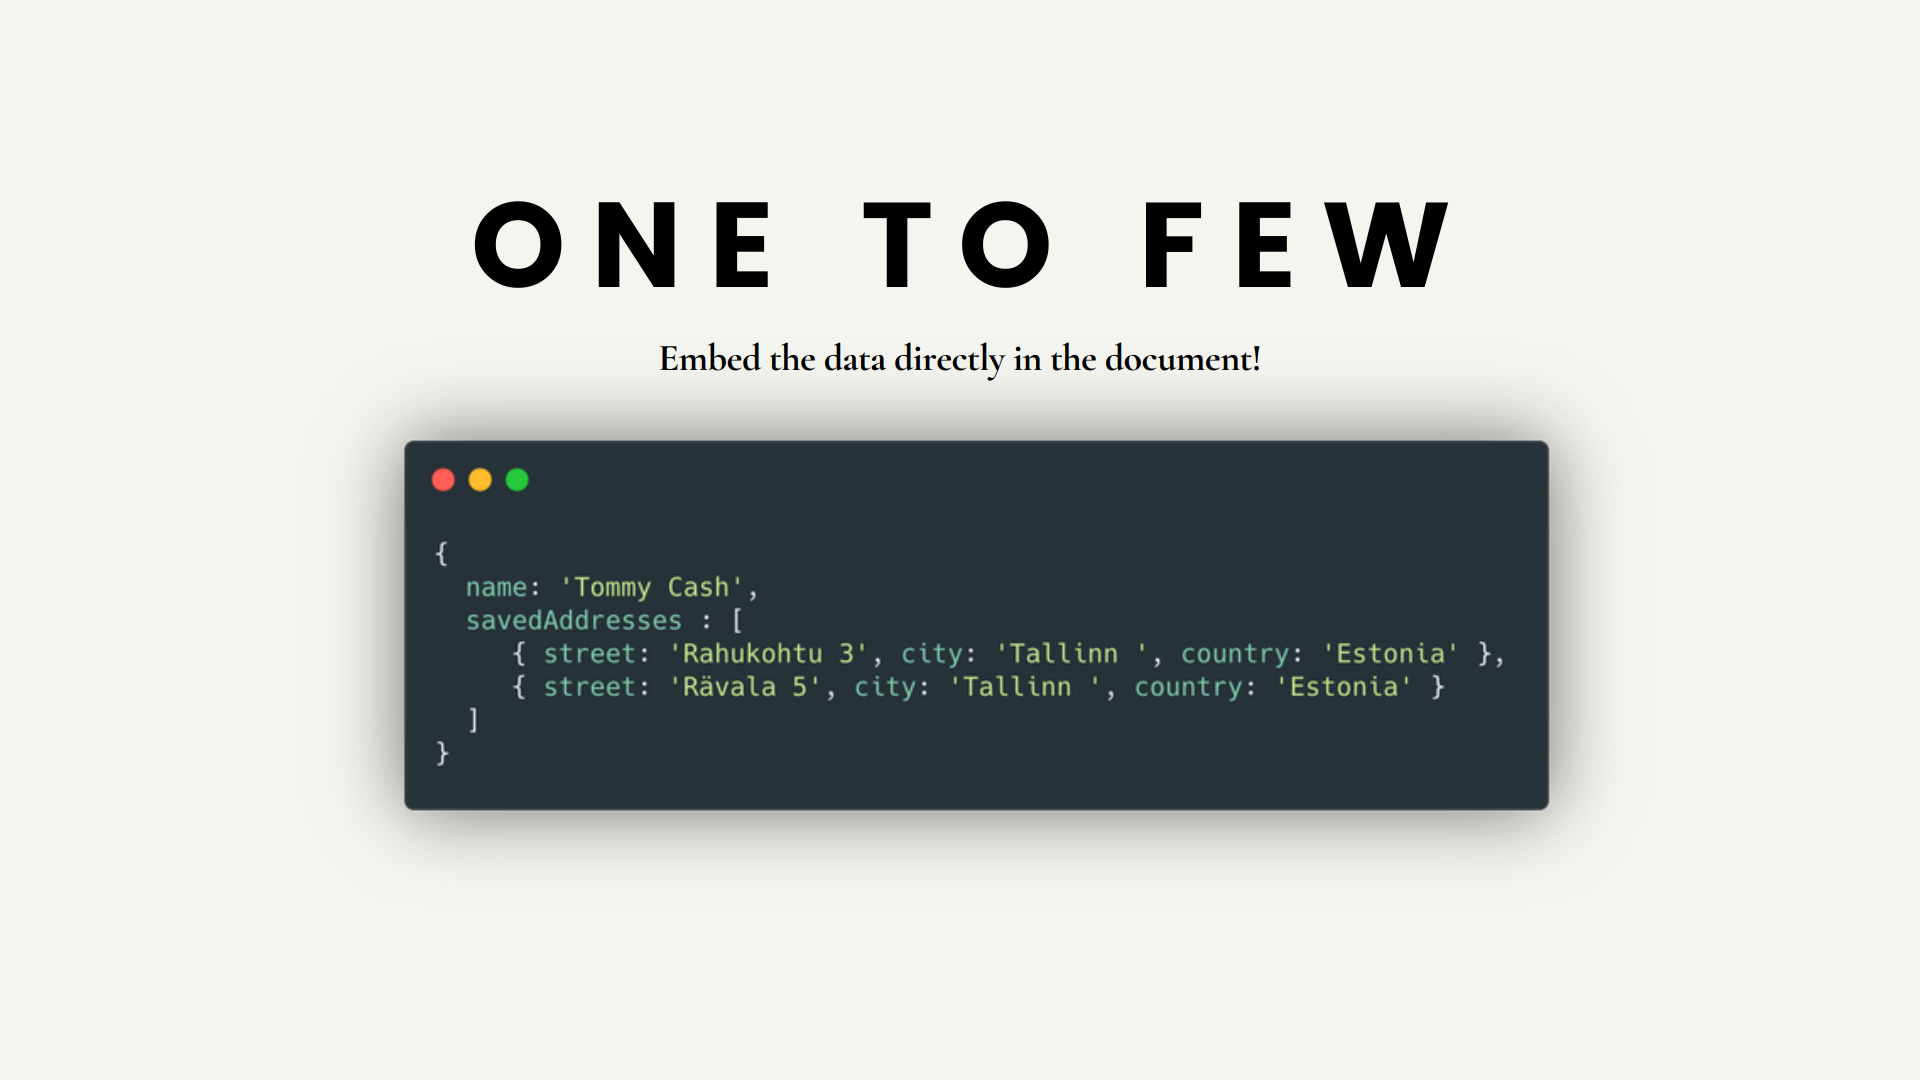 ONE TO FEW
Embed the data directly in the document!
{
  name: 'Tommy Cash',
  savedAddresses : [
     { street: 'Rahukohtu 3', city: 'Tallinn ', country: 'Estonia' },
     { street: 'Rävala 5', city: 'Tallinn ', country: 'Estonia' }
  ]
}